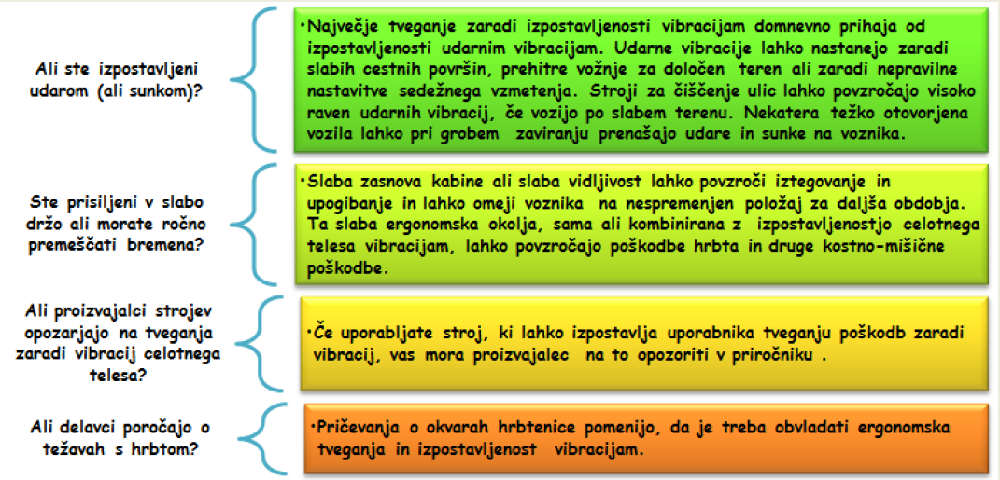 Ali ste izpostavljeni
udarom (ali sunkom)?
•Največje tveganje zaradi izpostavljenosti vibracijam domnevno prihaja od
izpostavljenosti udarnim vibracijam. Udarne vibracije lahko nastanejo zaradi
slabih cestnih površin, prehitre vožnje za določen teren ali zaradi nepravilne
nastavitve sedežnega vzmetenja. Stroji za čiščenje ulic lahko povzročajo visoko
raven udarnih vibracij, če vozijo po slabem terenu. Nekatera težko otovorjena
vozila lahko pri grobem zaviranju prenašajo udare in sunke na voznika.
Ste prisiljeni v slabo
držo ali morate ročno
premeščati bremena?
•Slaba zasnova kabine ali slaba vidljivost lahko povzroči iztegovanje in
upogibanje in lahko omeji voznika na nespremenjen položaj za daljša obdobja.
Ta slaba ergonomska okolja, sama ali kombinirana z izpostavljenostjo celotnega
telesa vibracijam, lahko povzročajo poškodbe hrbta in druge kostno-mišične
poškodbe.
Ali proizvajalci strojev
opozarjajo na tveganja
zaradi vibracij celotnega
telesa?
•Če uporabljate stroj, ki lahko izpostavlja uporabnika tveganju poškodb zaradi
vibracij, vas mora proizvajalec na to opozoriti v priročniku .
Ali delavci poročajo o
težavah s hrbtom?
•Pričevanja o okvarah hrbtenice pomenijo, da je treba obvladati ergonomska
tveganja in izpostavljenost vibracijam.